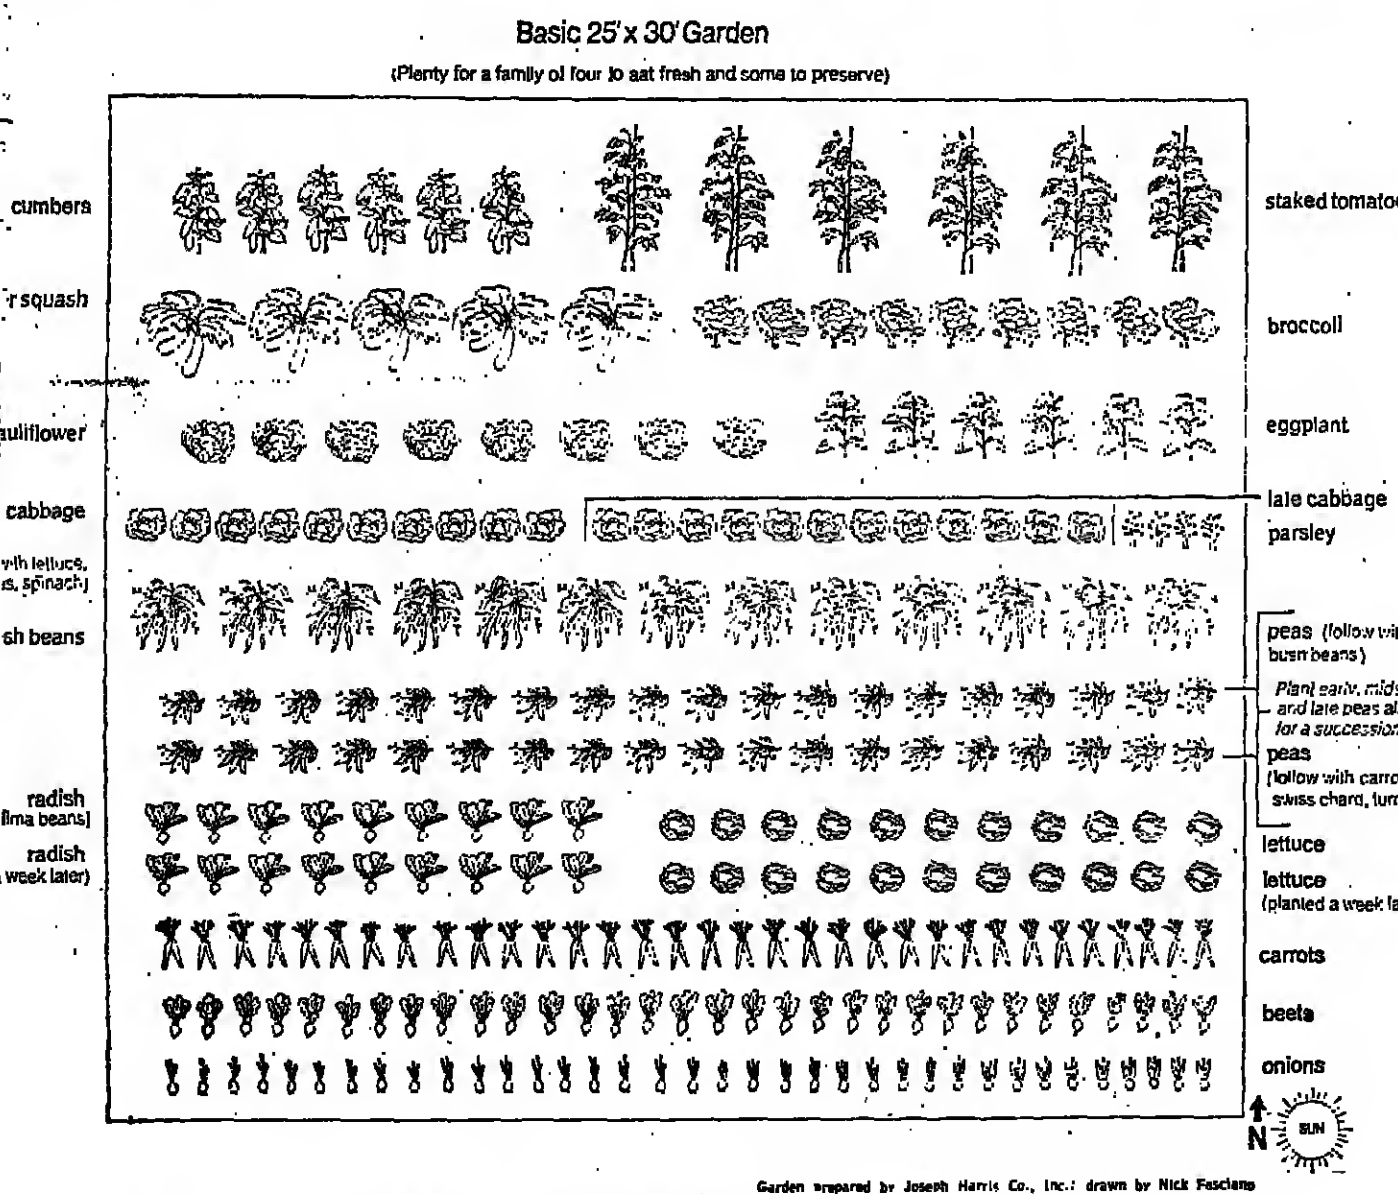 Basic 25' x 30' Garden
(Plenty for a family of four to aat fresh and some to preserve)
cumbers
staked tomato
r squash
broccoli
auliflower
eggplant
late cabbage
cabbage
parsley
with lettuce,
spinach)
sh beans
peas (follow wi
bush beans)
Plant early, mids
and late peas al
for a succession
peas
(follow with carro
swiss chard, tur
radish
lima beans)
lettuce
radish
week later)
lettuce
(planted a week la
carrots
beets
onions
N
SUN
Garden prepared by Joseph Harris Co., Inc.: drawn by Nick Fasciano